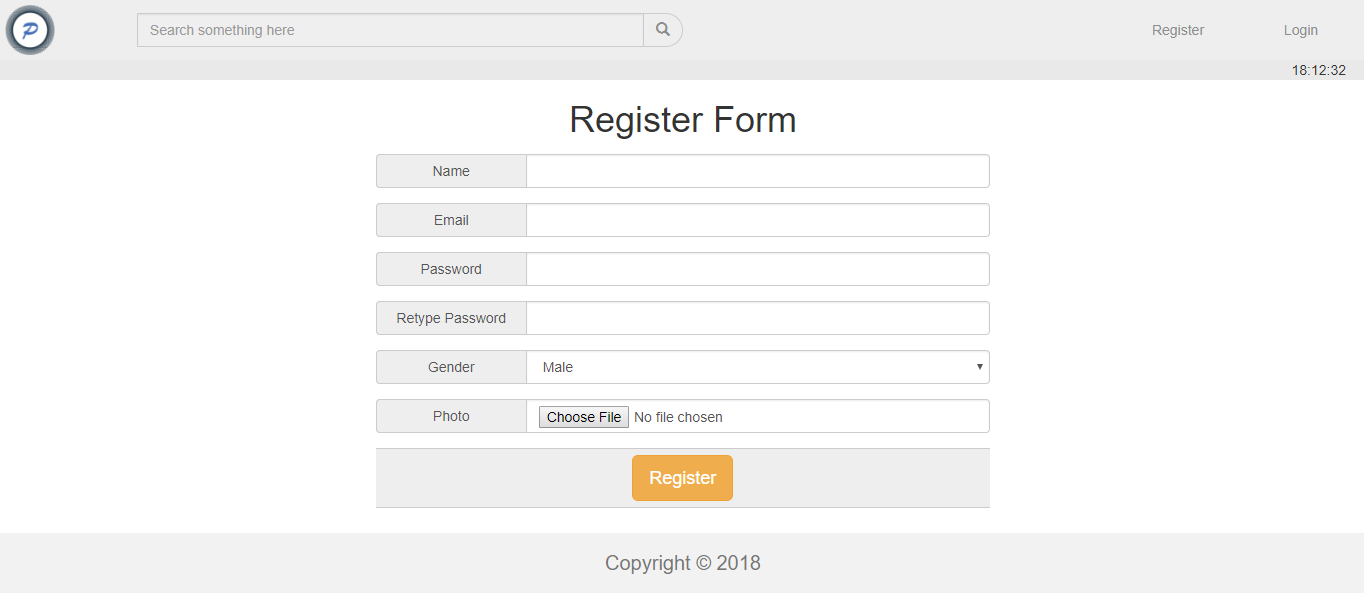 P
Search something here
Register
Login
18:12:32
Register Form
Name
Email
Password
Retype Password
Gender
Male
Photo
Choose File No file chosen
Register
Copyright © 2018